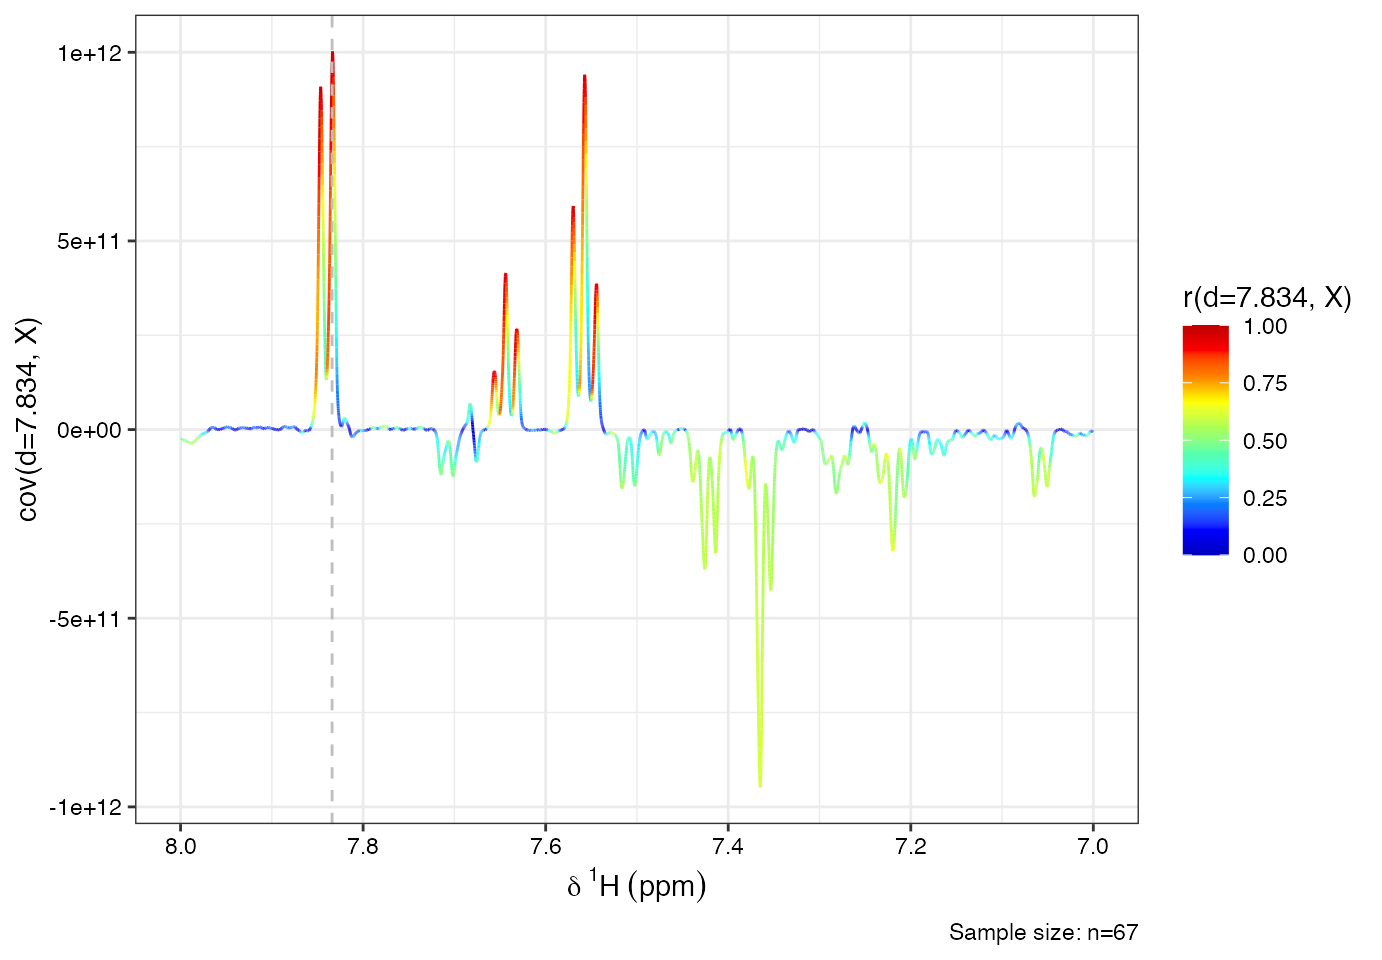 1e+12
5e+11
0e+00
-5e+11
-1e+12
cov(d=7.834, X)
8.0 7.8 7.6 7.4 7.2 7.0
δ ¹H (ppm)
r(d=7.834, X)
1.00
0.75
0.50
0.25
0.00
Sample size: n=67